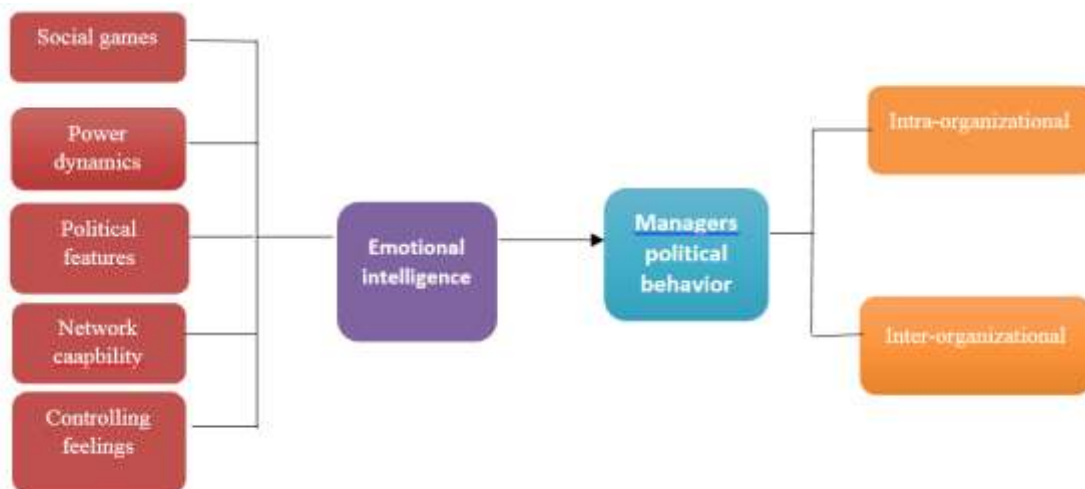 Social games
Power
dynamics
Political
features
Network
caapbility
Controlling
feelings
Emotional
intelligence
Managers
political
behavior
Intra-organizational
Inter-organizational